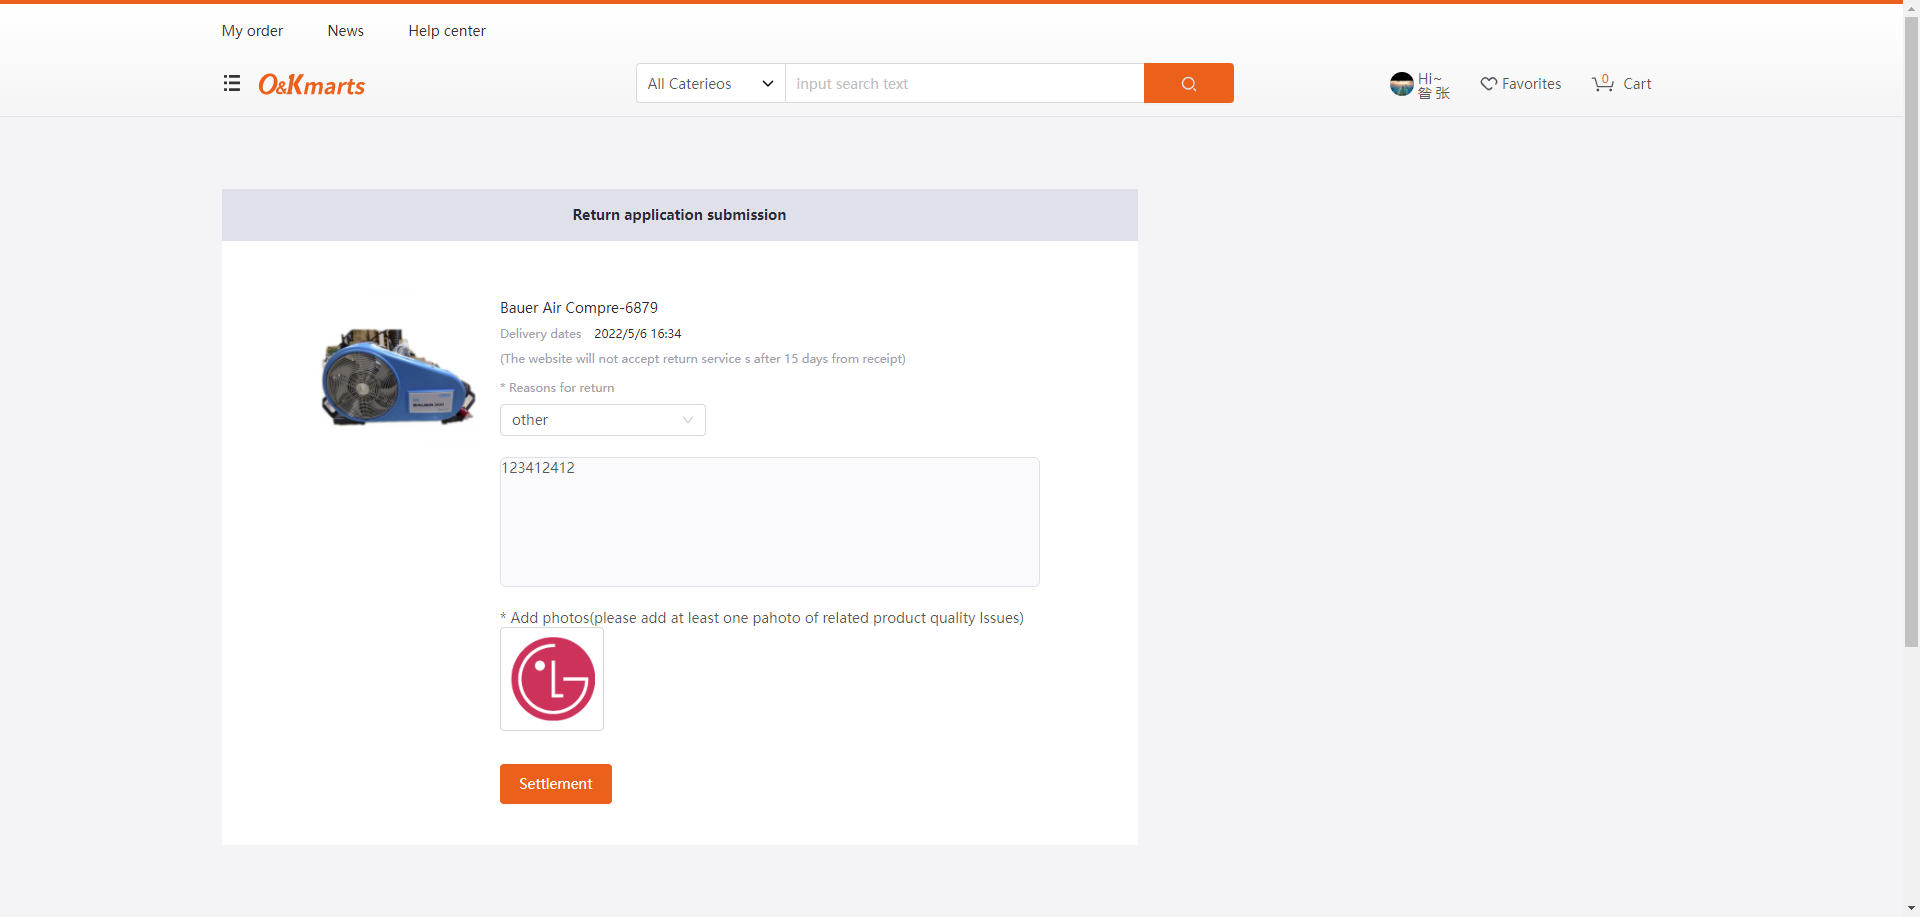 My order News Help center
O&Kmarts
All Caterieos
input search text
Hi~
昝 张
Favorites
0
Cart
Return application submission
Bauer Air Compre-6879
Delivery dates 2022/5/6 16:34
(The website will not accept return service s after 15 days from receipt)
* Reasons for return
other
123412412
* Add photos(please add at least one pahoto of related product quality Issues)
LG
Settlement